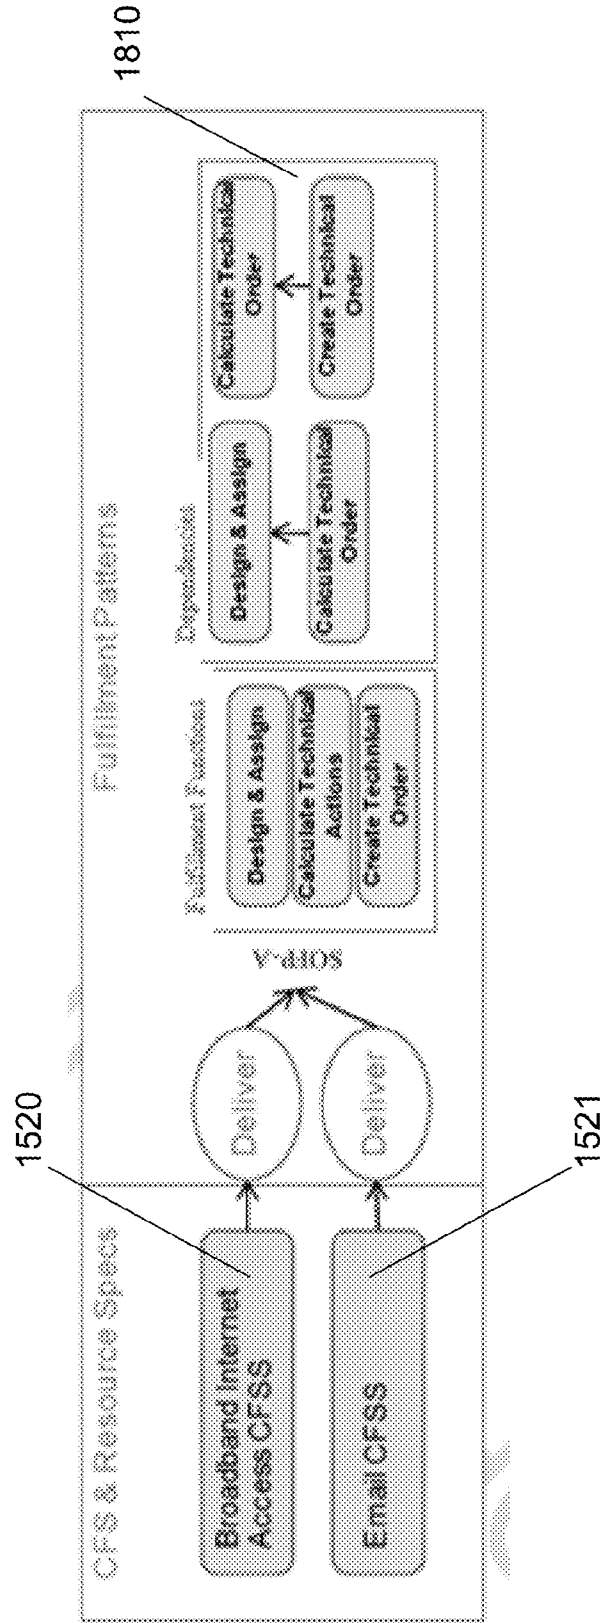 1810
1520
1521
CFS & Resource Specs
Fulfillment Patterns
Broadband Internet
Access CFSS
Email CFSS
Deliver
Deliver
SOFP-A
Fulfillment Functions
Design & Assign
Calculate Technical
Actions
Create Technical
Order
Dependencies
Design & Assign
Calculate Technical
Order
Calculate Technical
Order
Create Technical
Order